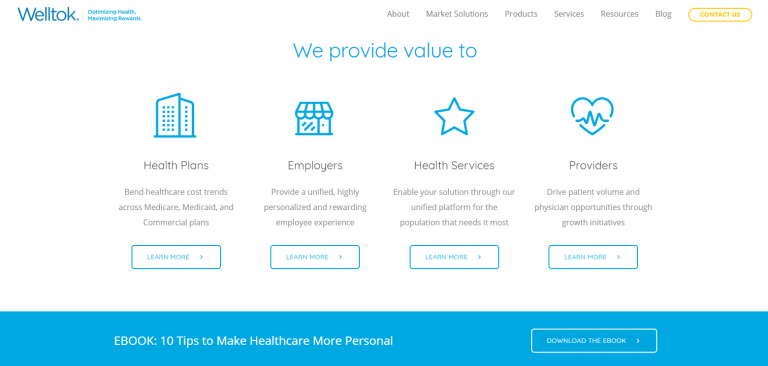 Welltok.
Optimizing Health,
Maximizing Rewards.
About Market Solutions Products Services Resources Blog CONTACT US
We provide value to
Health Plans
Bend healthcare cost trends
across Medicare, Medicaid, and
Commercial plans
LEARN MORE >
Employers
Provide a unified, highly
personalized and rewarding
employee experience
LEARN MORE >
Health Services
Enable your solution through our
unified platform for the
population that needs it most
LEARN MORE >
Providers
Drive patient volume and
physician opportunities through
growth initiatives
LEARN MORE >
EBOOK: 10 Tips to Make Healthcare More Personal
DOWNLOAD THE EBOOK >